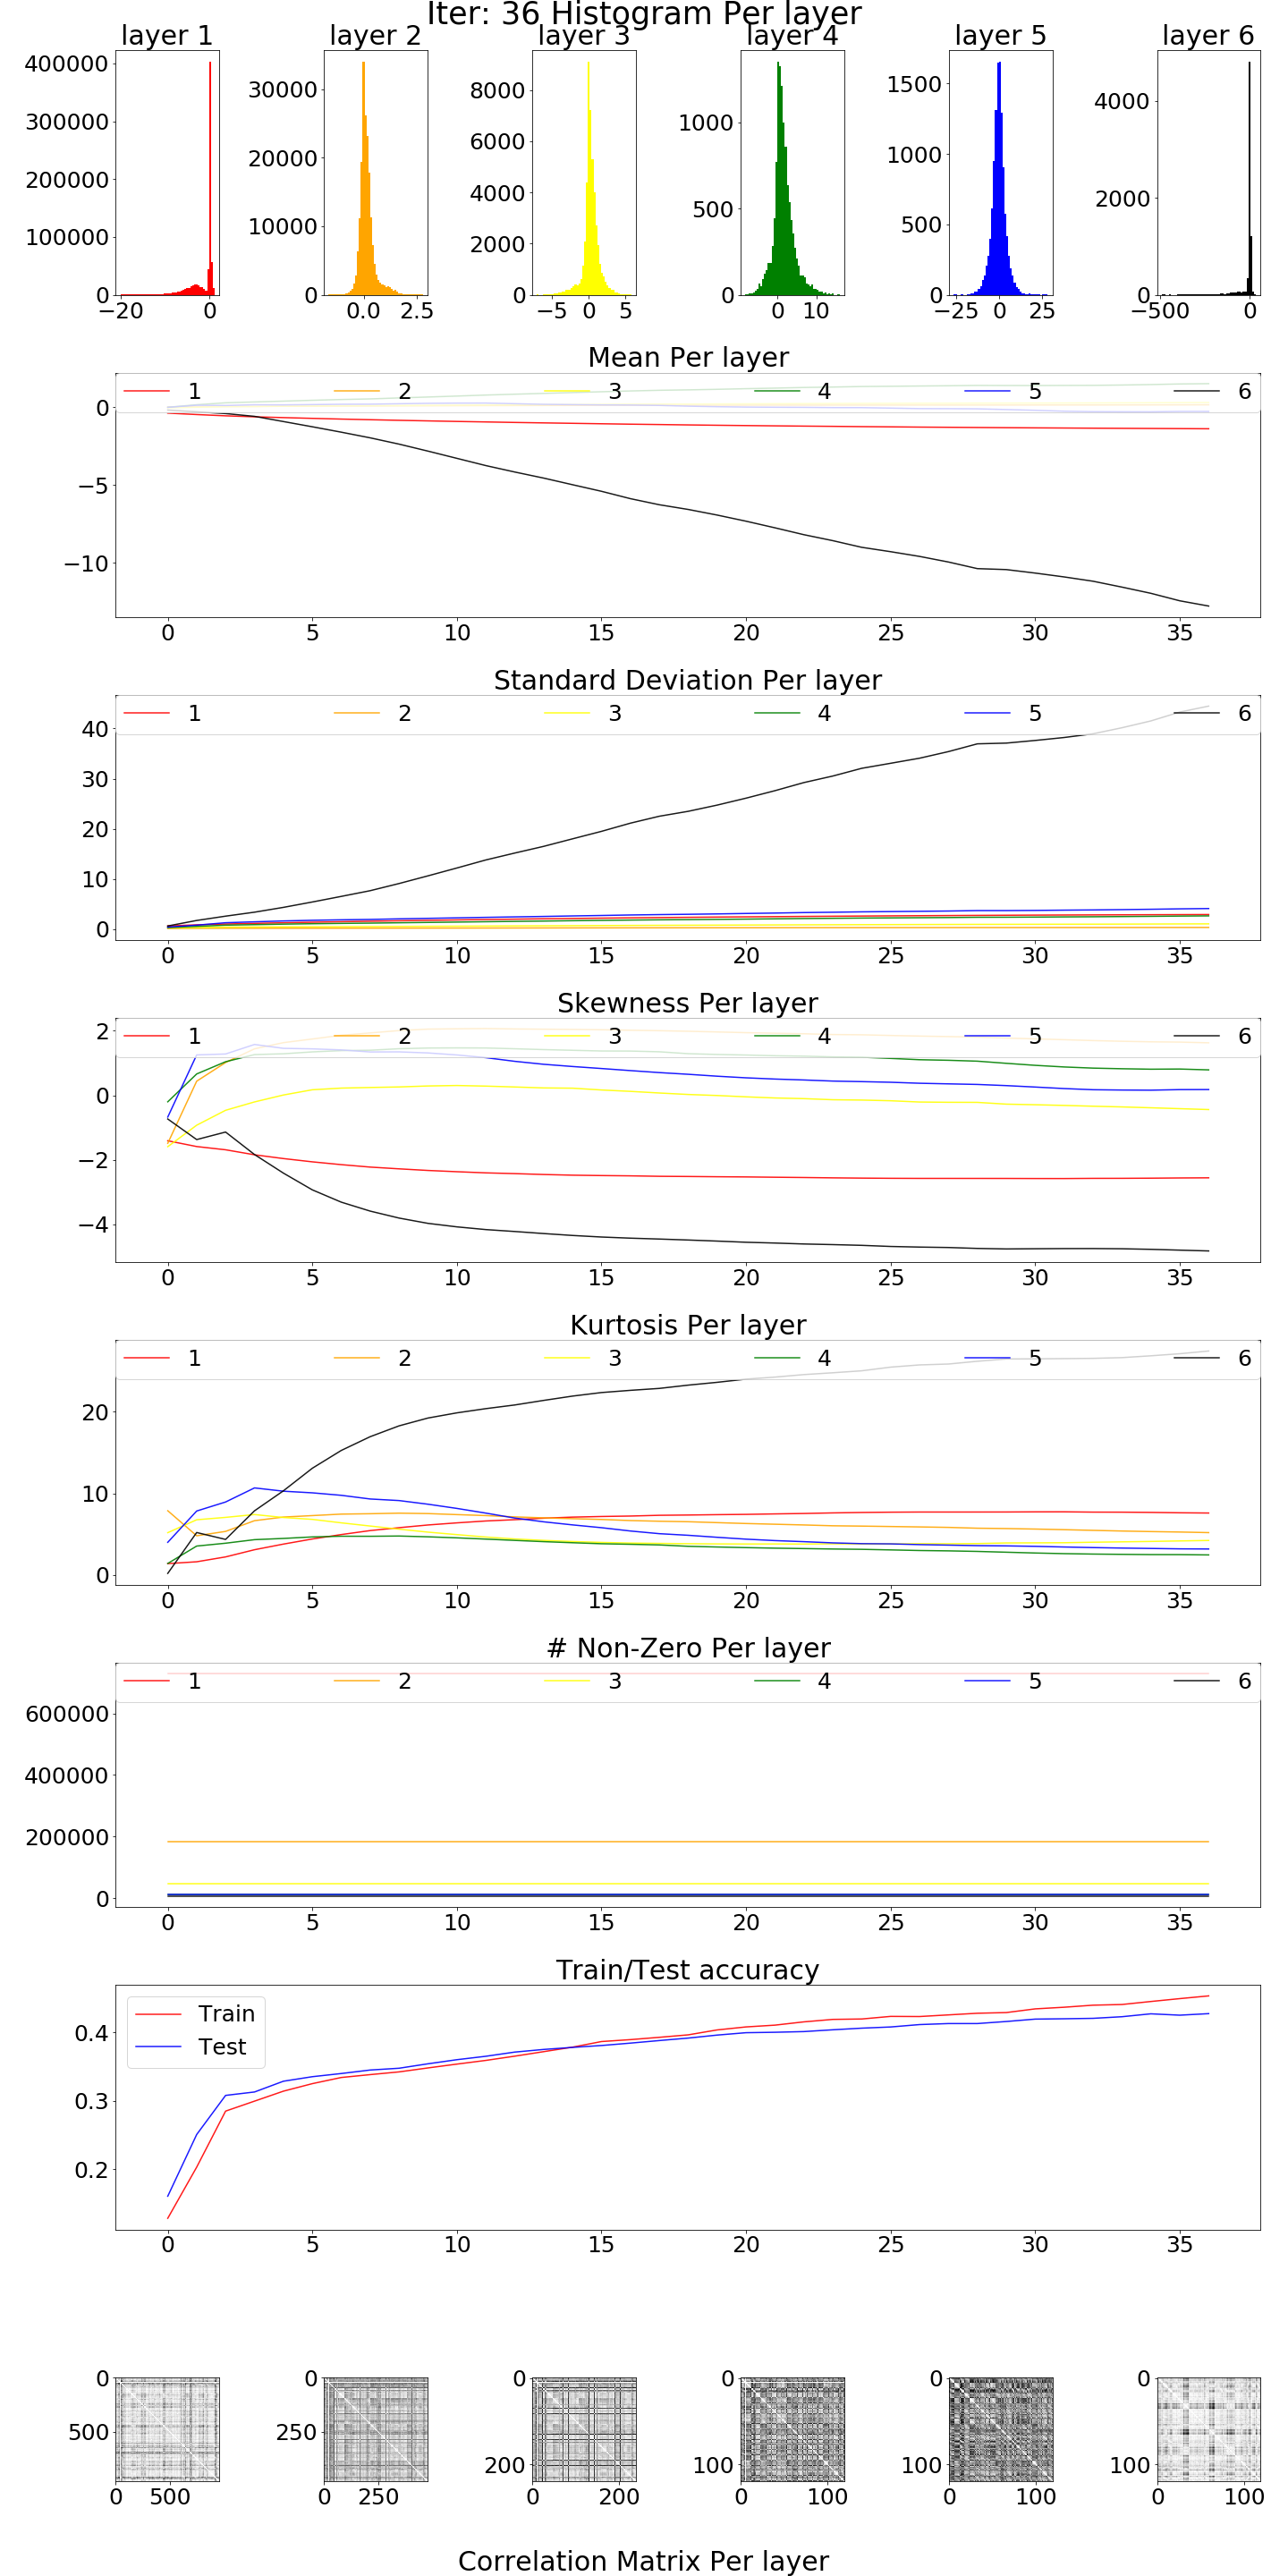 Iter: 36 Histogram Per layer
layer 1 layer 2 layer 3 layer 4 layer 5 layer 6
400000
300000
200000
100000
0
−20 0
30000
20000
10000
0
0.0 2.5
8000
6000
4000
2000
0
−5 0 5
1000
500
0
0 10
1500
1000
500
0
−25 0 25
4000
2000
0
−500 0
Mean Per layer
1 2 3 4 5 6
0
−5
−10
0 5 10 15 20 25 30 35
Standard Deviation Per layer
1 2 3 4 5 6
40
30
20
10
0
0 5 10 15 20 25 30 35
Skewness Per layer
1 2 3 4 5 6
2
0
−2
−4
0 5 10 15 20 25 30 35
Kurtosis Per layer
1 2 3 4 5 6
20
10
0
0 5 10 15 20 25 30 35
# Non-Zero Per layer
1 2 3 4 5 6
600000
400000
200000
0
0 5 10 15 20 25 30 35
Train/Test accuracy
Train
Test
0.4
0.3
0.2
0 5 10 15 20 25 30 35
0
500
0 500
0
250
0 250
0
200
0 200
0
100
0 100
0
100
0 100
0
100
0 100
Correlation Matrix Per layer